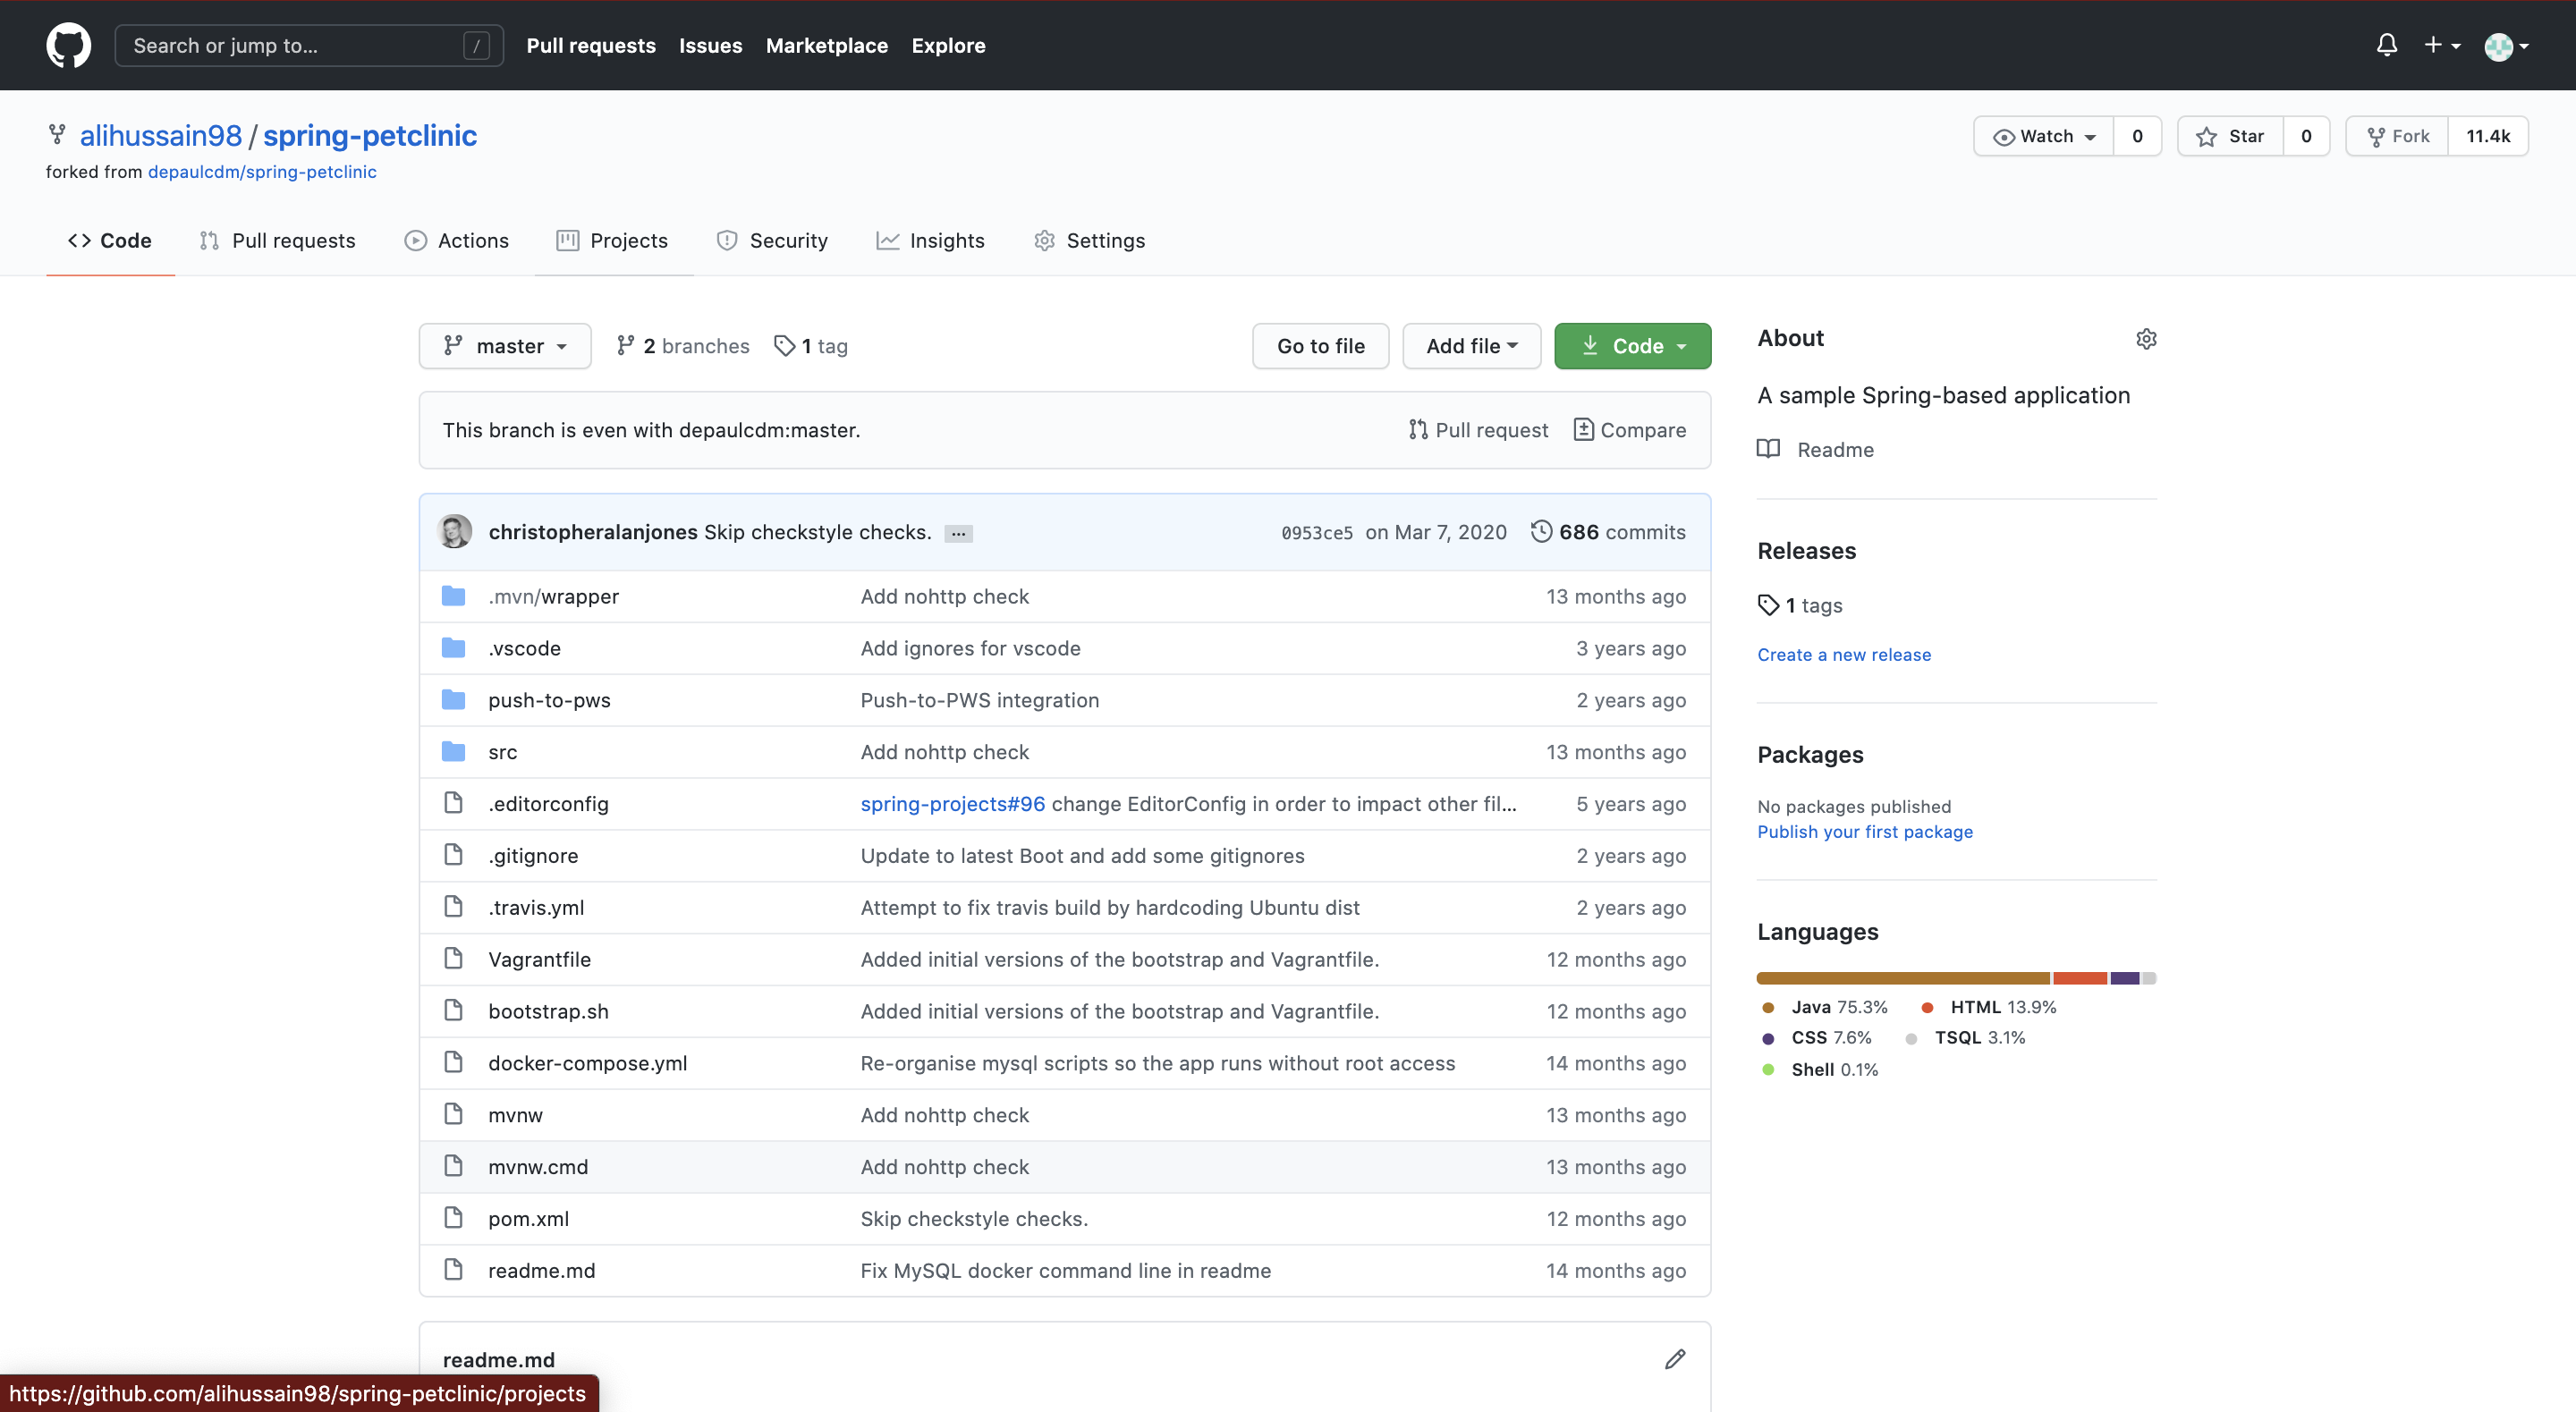 Search or jump to... /
Pull requests Issues Marketplace Explore
alihussain98 / spring-petclinic
forked from depaulcdm/spring-petclinic
Watch 0 Star 0 Fork 11.4k
Code Pull requests Actions Projects Security Insights Settings
master 2 branches 1 tag Go to file Add file Code
This branch is even with depaulcdm:master. Pull request Compare
christopheralanjones Skip checkstyle checks. ... 0953ce5 on Mar 7, 2020 686 commits
.mvn/wrapper Add nohttp check 13 months ago
.vscode Add ignores for vscode 3 years ago
push-to-pws Push-to-PWS integration 2 years ago
src Add nohttp check 13 months ago
.editorconfig spring-projects#96 change EditorConfig in order to impact other fil... 5 years ago
.gitignore Update to latest Boot and add some gitignores 2 years ago
.travis.yml Attempt to fix travis build by hardcoding Ubuntu dist 2 years ago
Vagrantfile Added initial versions of the bootstrap and Vagrantfile. 12 months ago
bootstrap.sh Added initial versions of the bootstrap and Vagrantfile. 12 months ago
docker-compose.yml Re-organise mysql scripts so the app runs without root access 14 months ago
mvnw Add nohttp check 13 months ago
mvnw.cmd Add nohttp check 13 months ago
pom.xml Skip checkstyle checks. 12 months ago
readme.md Fix MySQL docker command line in readme 14 months ago
readme.md
About
A sample Spring-based application
Readme
Releases
1 tags
Create a new release
Packages
No packages published
Publish your first package
Languages
Java 75.3% HTML 13.9%
CSS 7.6% TSQL 3.1%
Shell 0.1%
https://github.com/alihussain98/spring-petclinic/projects